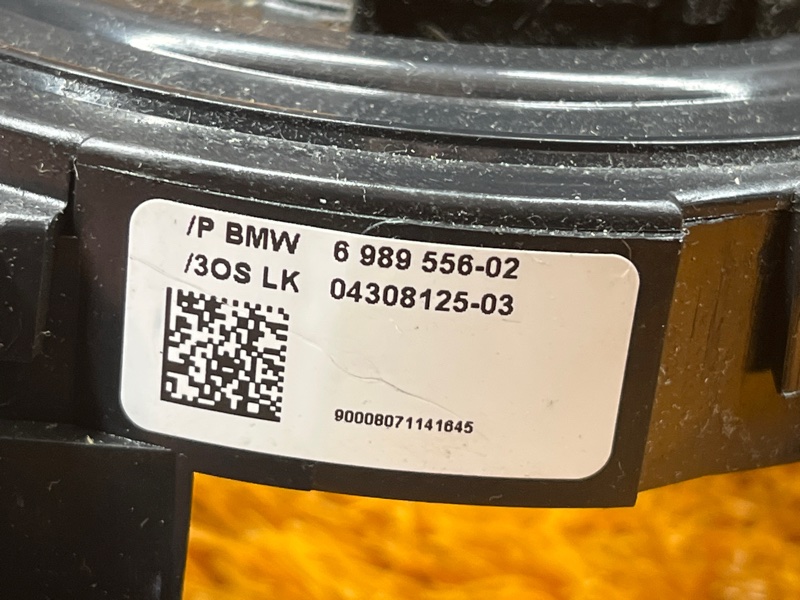 /P BMW 6 989 556-02
/3OS LK 04308125-03
90008071141645